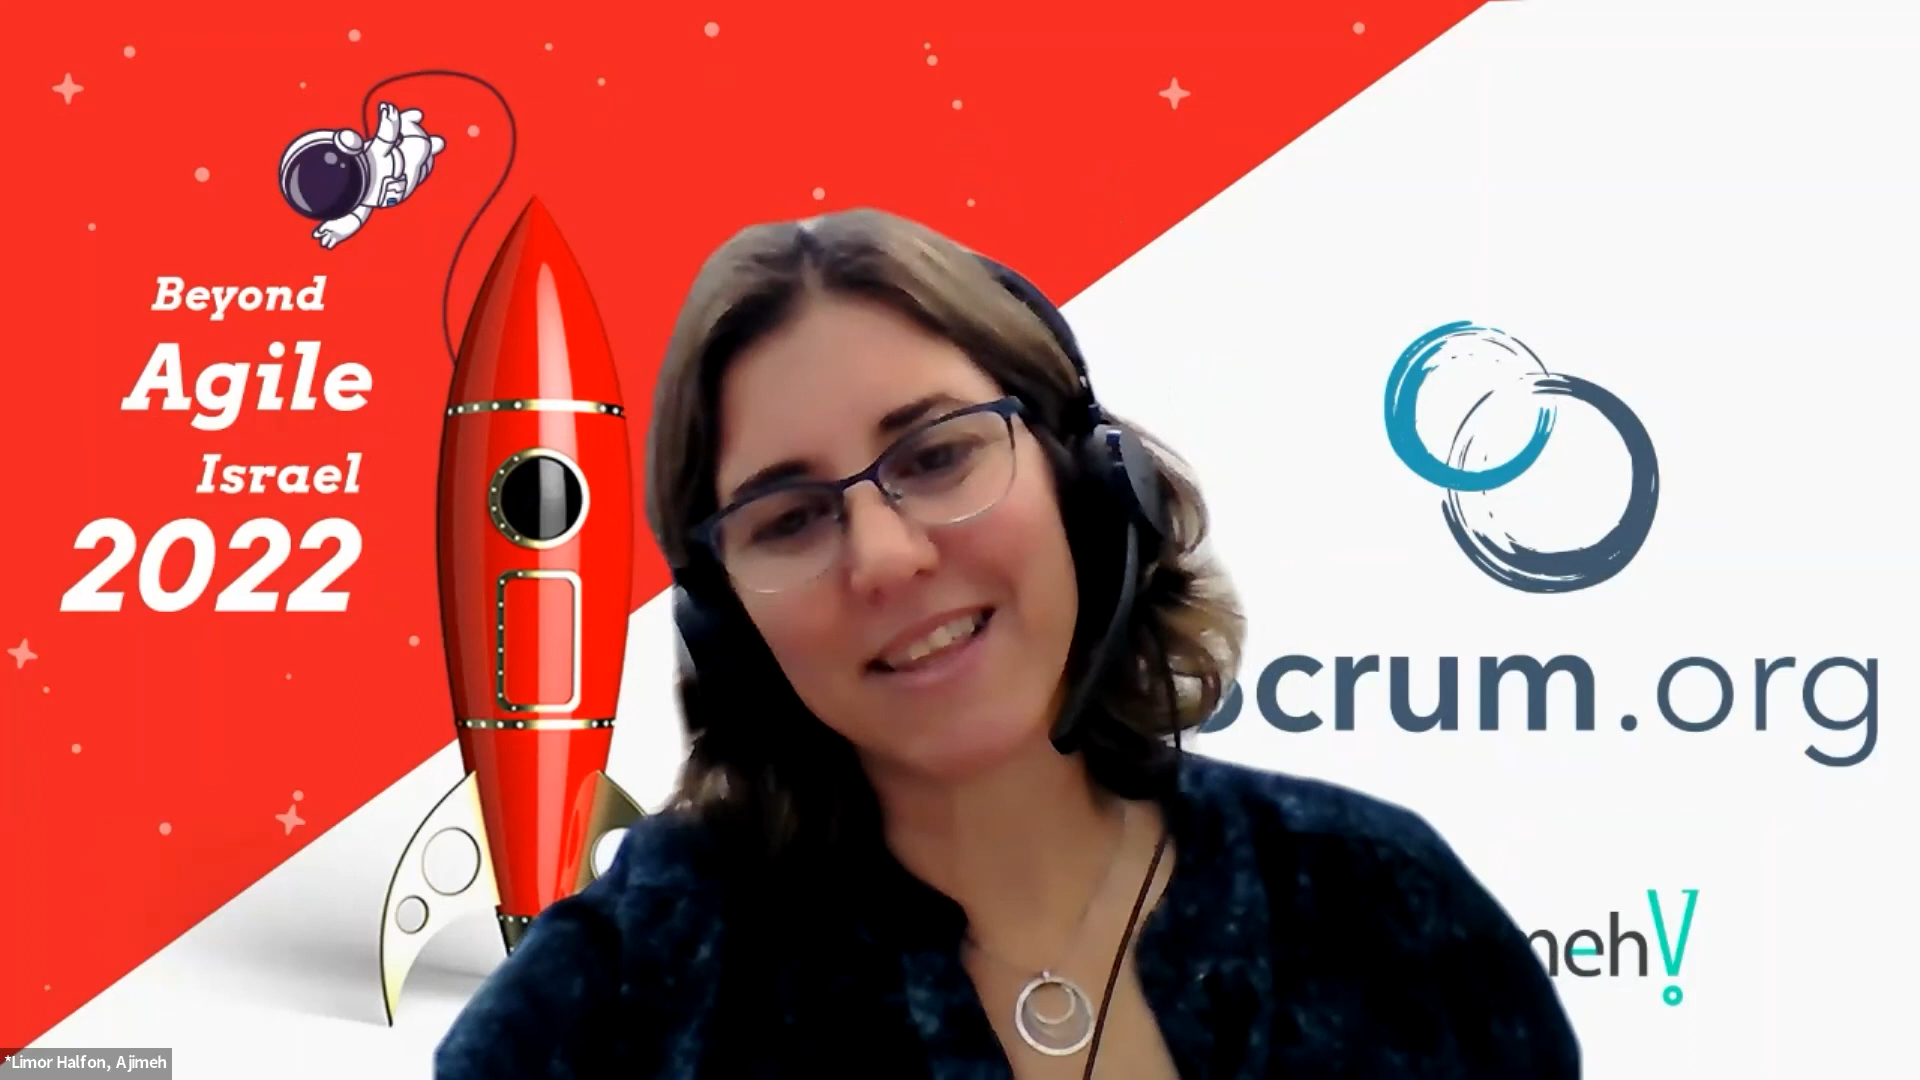 Beyond
Agile
Israel
2022
crum.org
meh
*Limor Halfon, Ajimeh